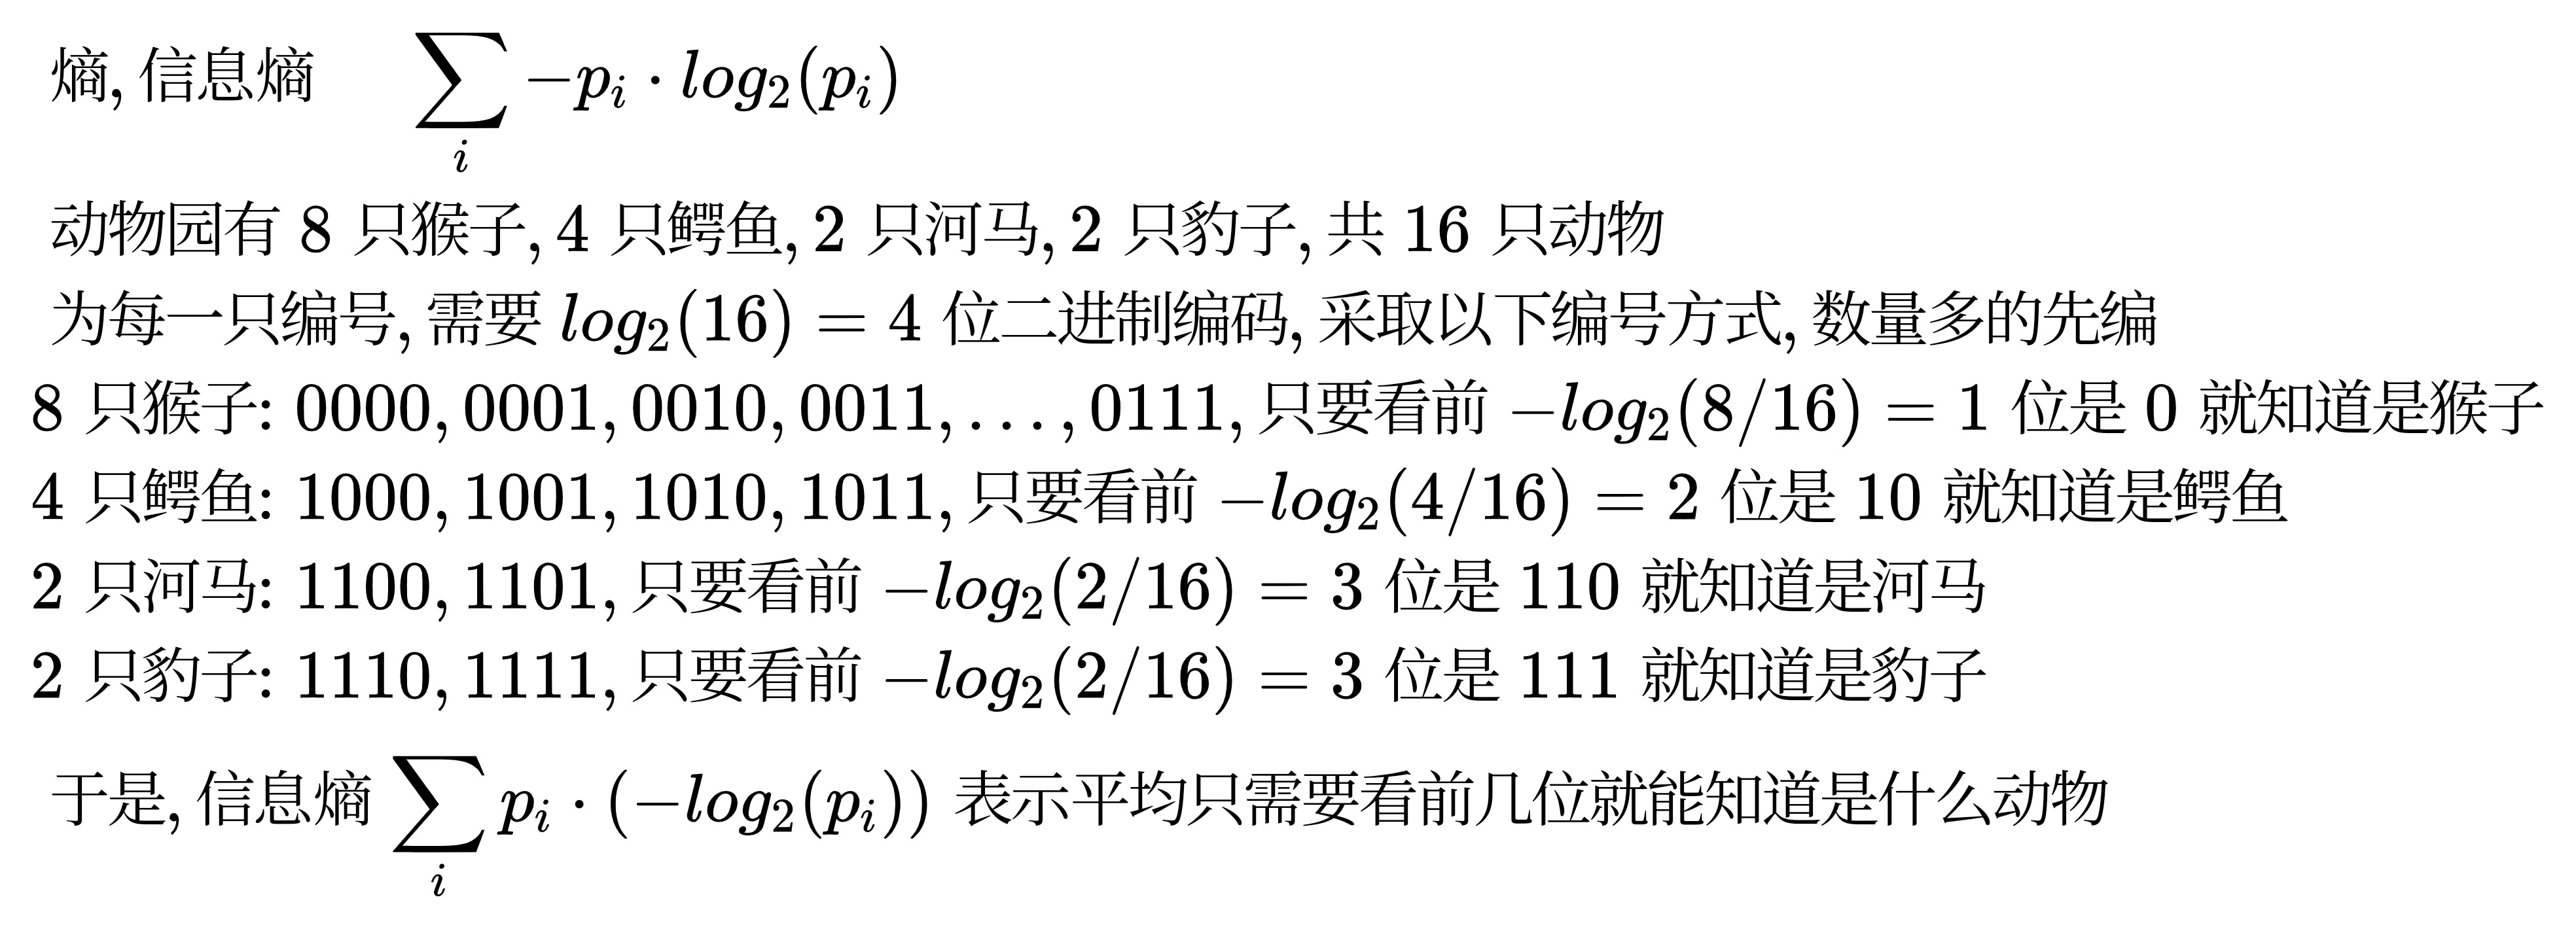 熵, 信息熵 $\sum_{i} -p_i \cdot log_2(p_i)$
动物园有 8 只猴子, 4 只鳄鱼, 2 只河马, 2 只豹子, 共 16 只动物
为每一只编号, 需要 $log_2(16) = 4$ 位二进制编码, 采取以下编号方式, 数量多的先编
8 只猴子: 0000, 0001, 0010, 0011, ..., 0111, 只要看前 $-log_2(8/16) = 1$ 位是 0 就知道是猴子
4 只鳄鱼: 1000, 1001, 1010, 1011, 只要看前 $-log_2(4/16) = 2$ 位是 10 就知道是鳄鱼
2 只河马: 1100, 1101, 只要看前 $-log_2(2/16) = 3$ 位是 110 就知道是河马
2 只豹子: 1110, 1111, 只要看前 $-log_2(2/16) = 3$ 位是 111 就知道是豹子
于是, 信息熵 $\sum_{i} p_i \cdot (-log_2(p_i))$ 表示平均只需要看前几位就能知道是什么动物